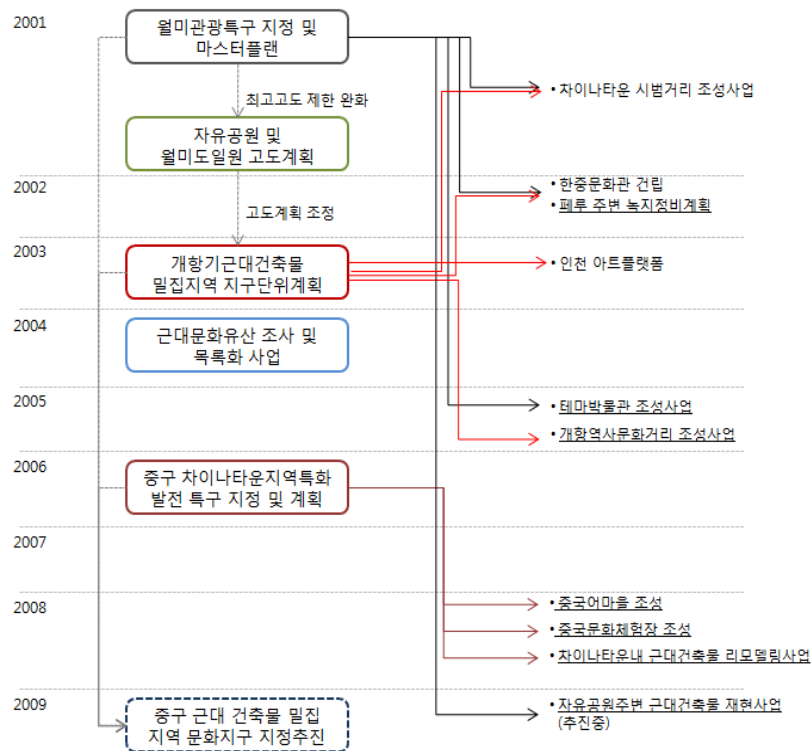 2001
월미관광특구 지정 및
마스터플랜
• 차이나타운 시범거리 조성사업
최고고도 제한 완화
자유공원 및
월미도일원 고도계획
2002
• 한중문화관 건립
• 폐루 주변 녹지정비계획
고도계획 조정
2003
개항기근대건축물
밀집지역 지구단위계획
• 인천 아트플랫폼
2004
근대문화유산 조사 및
목록화 사업
2005
• 테마박물관 조성사업
• 개항역사문화거리 조성사업
2006
중구 차이나타운지역특화
발전 특구 지정 및 계획
2007
2008
• 중국어마을 조성
• 중국문화체험장 조성
• 차이나타운내 근대건축물 리모델링사업
2009
중구 근대 건축물 밀집
지역 문화지구 지정추진
• 자유공원주변 근대건축물 재현사업
(추진중)